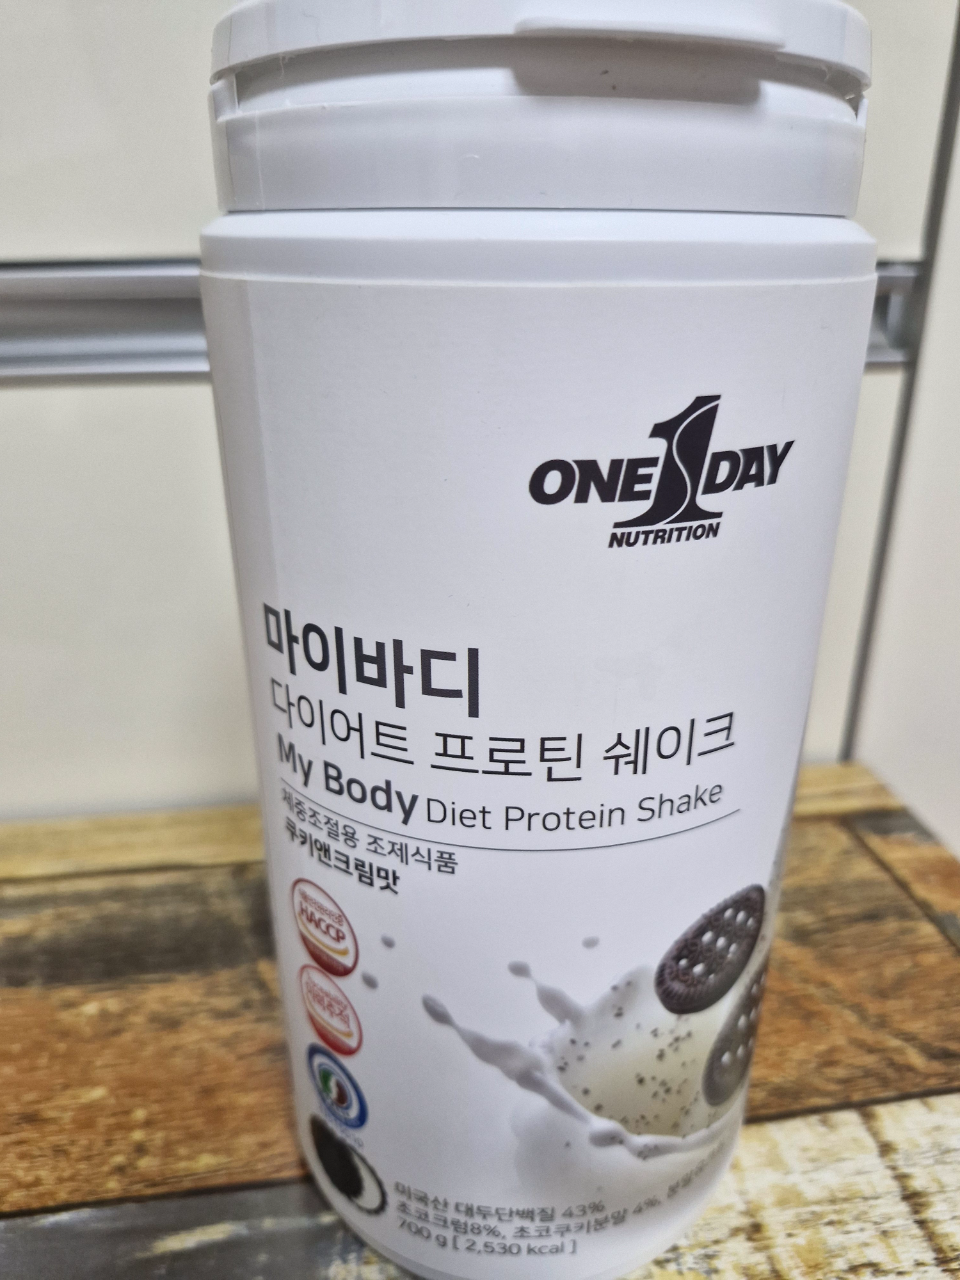 ONE 1 DAY
NUTRITION
마이바디
다이어트 프로틴 쉐이크
My Body Diet Protein Shake
체중조절용 조제식품
쿠키앤크림맛
HACCP
미국산 대두단백질 43%
초코크럼8%, 초코쿠키분말 4%,
700 g [ 2,530 kcal ]